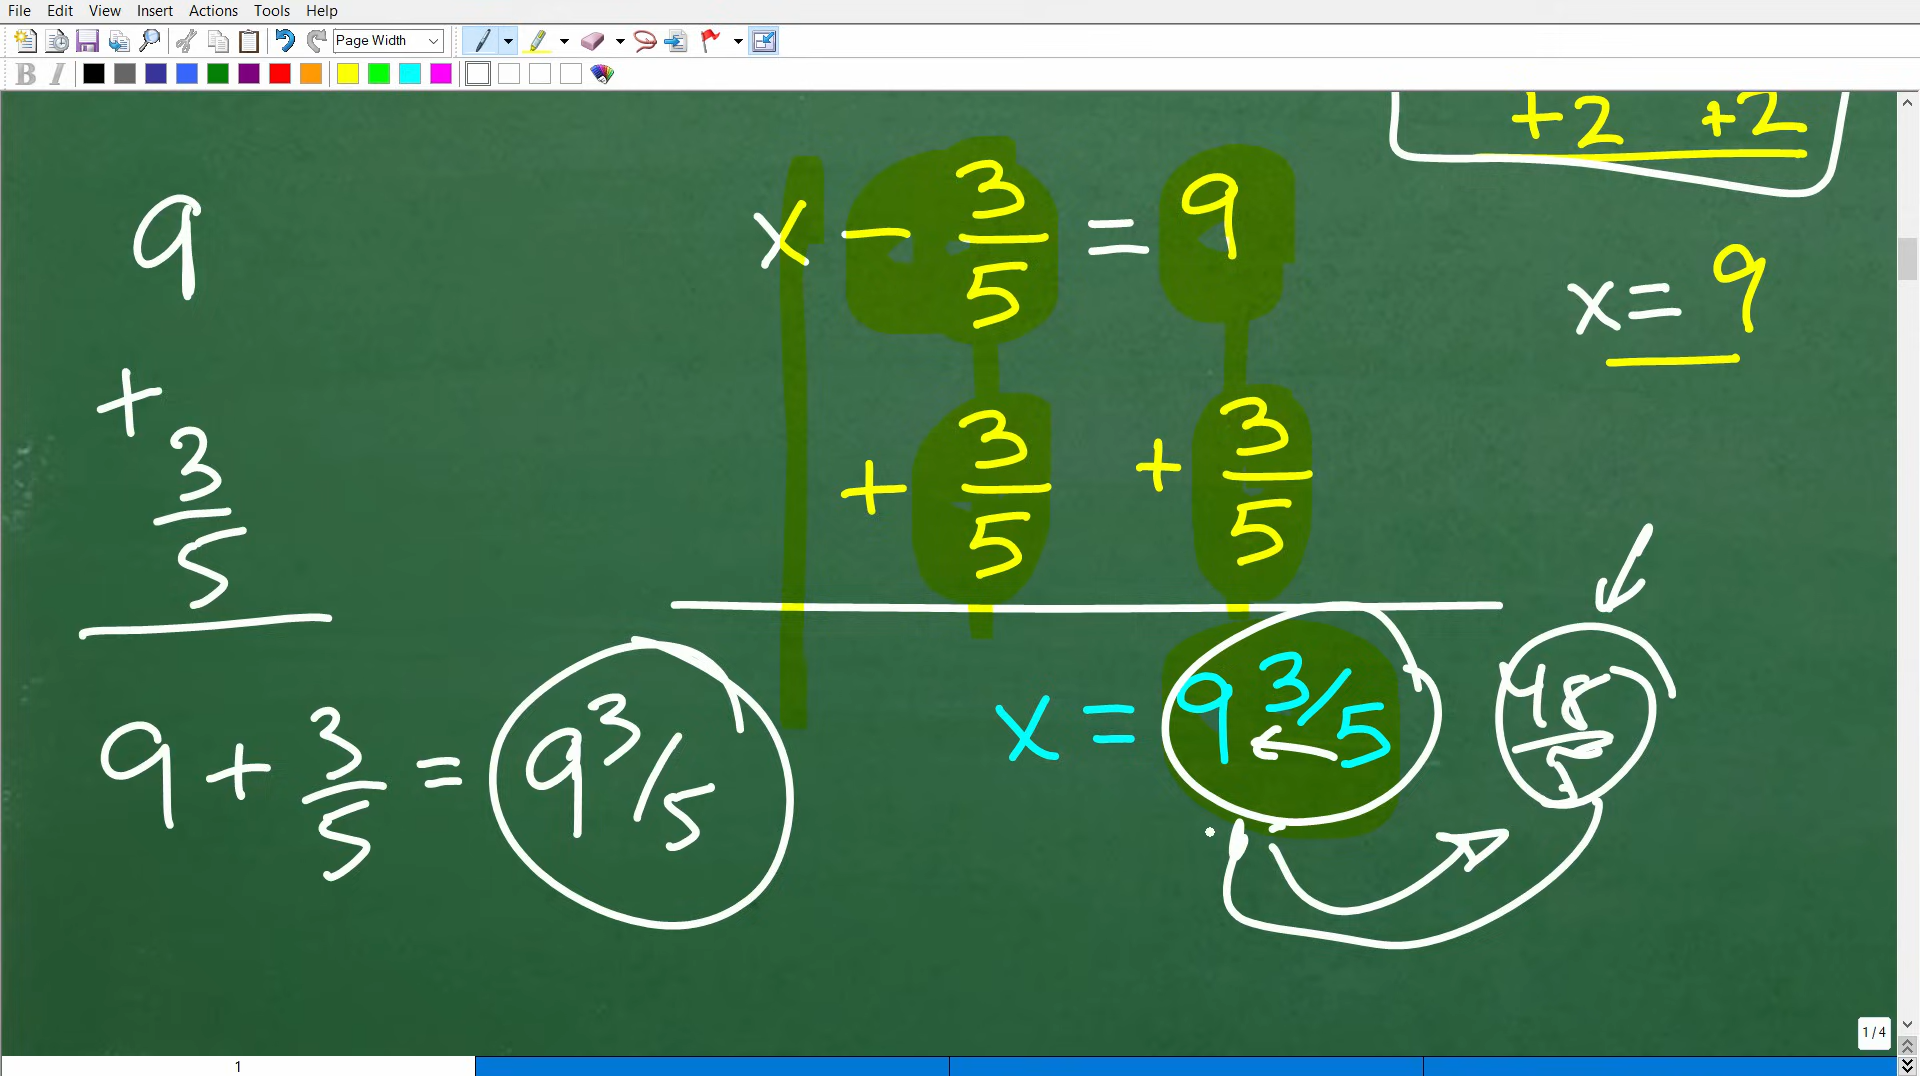 File Edit View Insert Actions Tools Help
Page Width
B I
+2 +2
x - 3/5 = 9
+ 3/5 + 3/5
x = 9 3/5
48/5
x = 9
9
+ 3/5
9 + 3/5 = 9 3/5
1 / 4
1